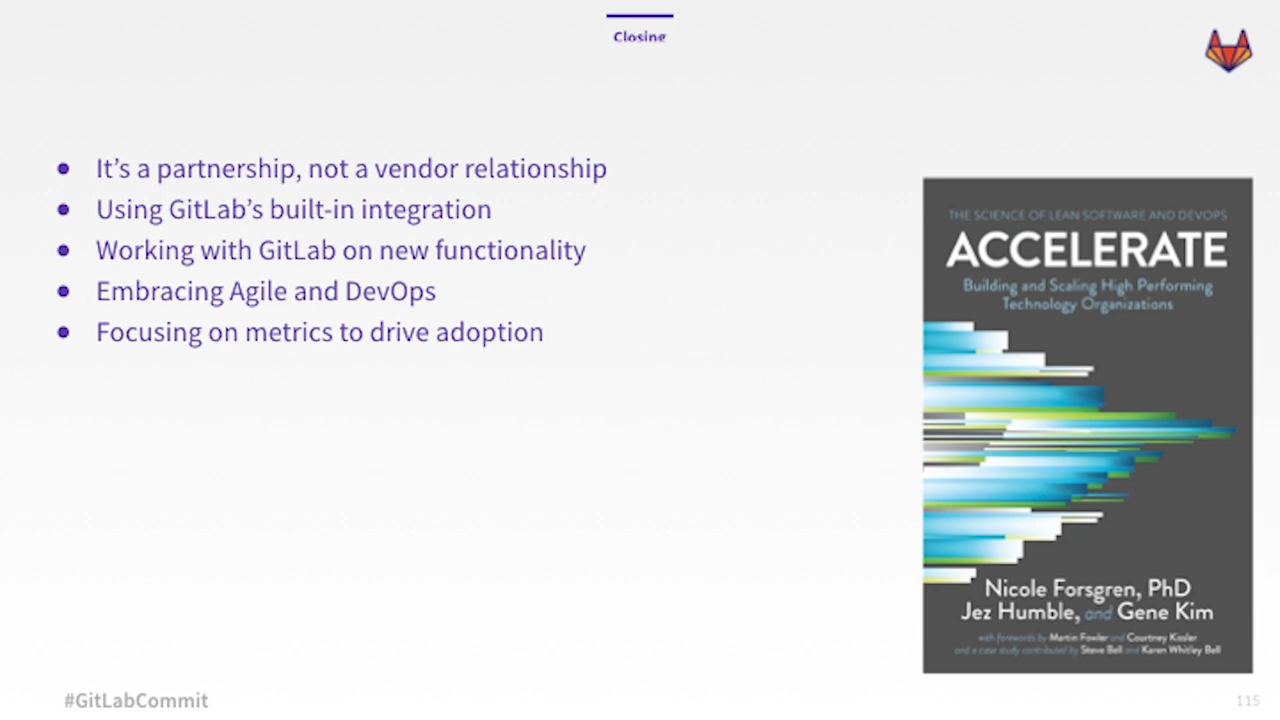 Closing
It’s a partnership, not a vendor relationship
Using GitLab’s built-in integration
Working with GitLab on new functionality
Embracing Agile and DevOps
Focusing on metrics to drive adoption
THE SCIENCE OF LEAN SOFTWARE AND DEVOPS
ACCELERATE
Building and Scaling High Performing
Technology Organizations
Nicole Forsgren, PhD
Jez Humble, and Gene Kim
with forewords by Martin Fowler and Courtney Kissler
and a case study contributed by Steve Bell and Karen Whitley Bell
#GitLabCommit
115